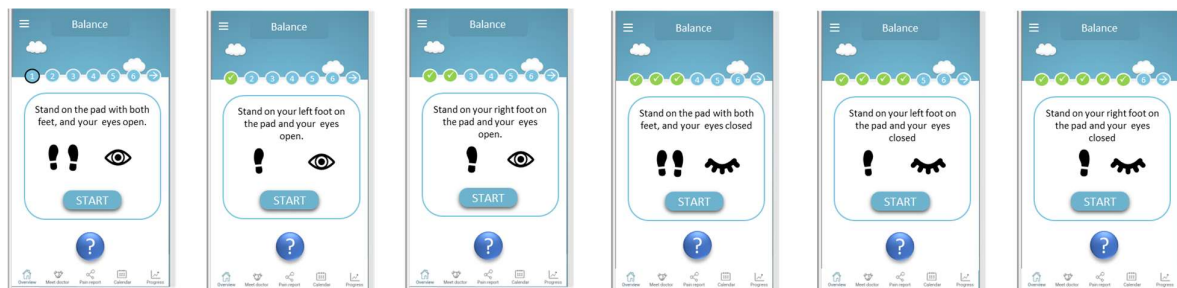 Balance
1 2 3 4 5 6
Stand on the pad with both
feet, and your eyes open.
START
?
Overview Meet doctor Pain report Calendar Progress
Balance
2 3 4 5 6
Stand on your left foot on
the pad and your eyes
open.
START
?
Overview Meet doctor Pain report Calendar Progress
Balance
3 4 5 6
Stand on your right foot on
the pad and your eyes
open.
START
?
Overview Meet doctor Pain report Calendar Progress
Balance
4 5 6
Stand on the pad with both
feet, and your eyes closed
START
?
Overview Meet doctor Pain report Calendar Progress
Balance
5 6
Stand on your left foot on
the pad and your eyes
closed
START
?
Overview Meet doctor Pain report Calendar Progress
Balance
6
Stand on your right foot on
the pad and your eyes
closed
START
?
Overview Meet doctor Pain report Calendar Progress